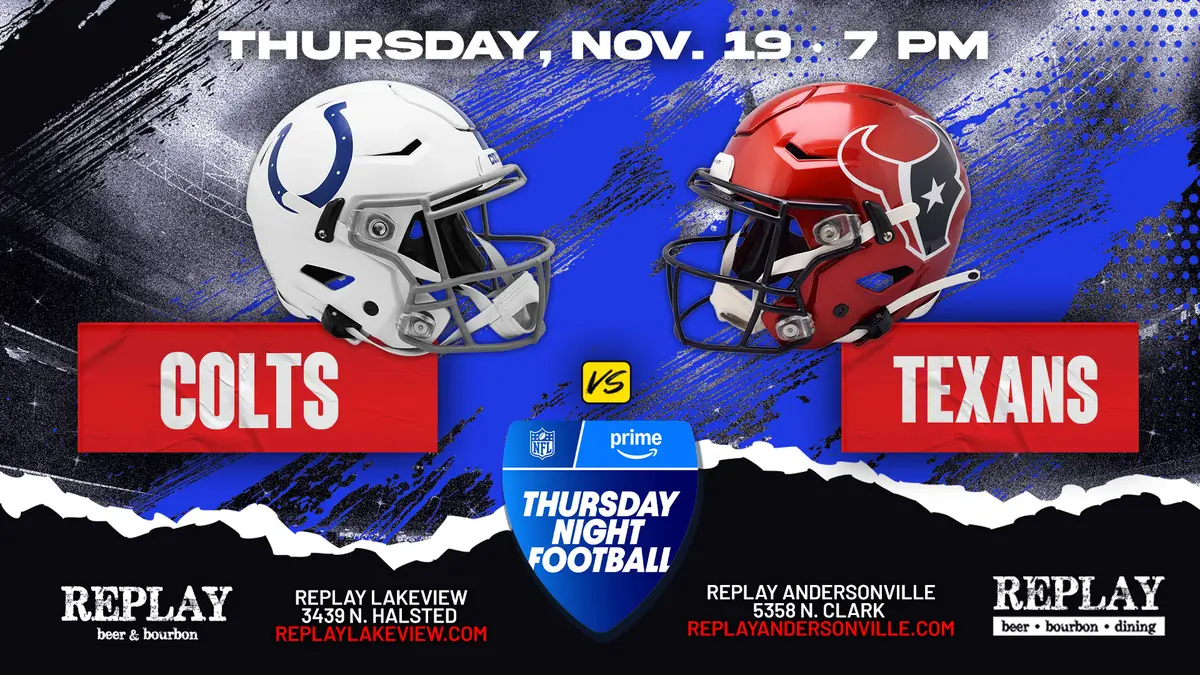 THURSDAY, NOV. 19 · 7 PM
COLTS
TEXANS
VS
NFL
prime
THURSDAY
NIGHT
FOOTBALL
REPLAY
beer & bourbon
REPLAY LAKEVIEW
3439 N. HALSTED
REPLAYLAKEVIEW.COM
REPLAY ANDERSONVILLE
5358 N. CLARK
REPLAYANDERSONVILLE.COM
REPLAY
beer • bourbon • dining